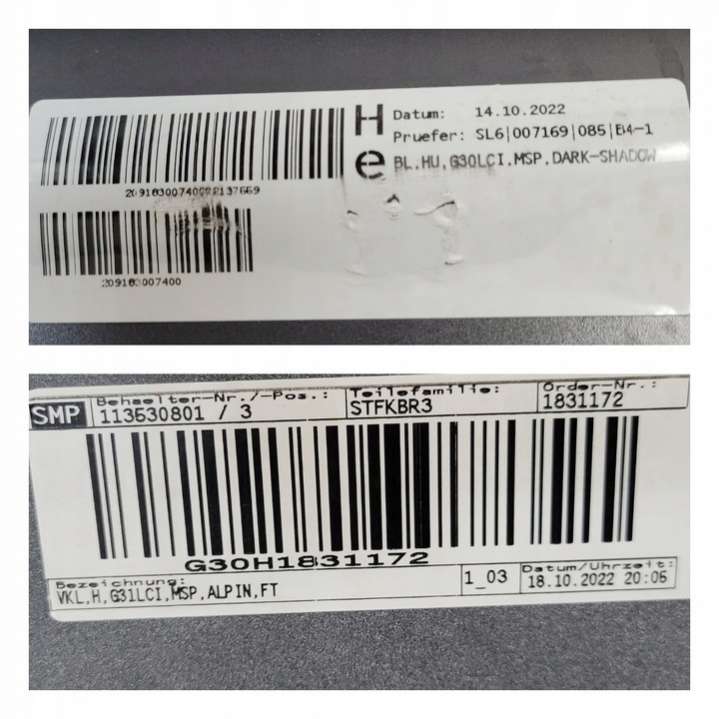 H
e
Datum: 14.10.2022
Pruefer: SL6|007169|085|B4-1
BL,HU,G30LCI,MSP,DARK-SHADOW
209183007400
SMP
Behaelter-Nr./-Pos.: Teilefamilie: Order-Nr.:
113630801 / 3 STFKBR3 1831172
G30H1831172
Bezeichnung: 1_03 Datum/Uhrzeit:
VKL,H,G31LCI,MSP,ALPIN,FT 18.10.2022 20:06